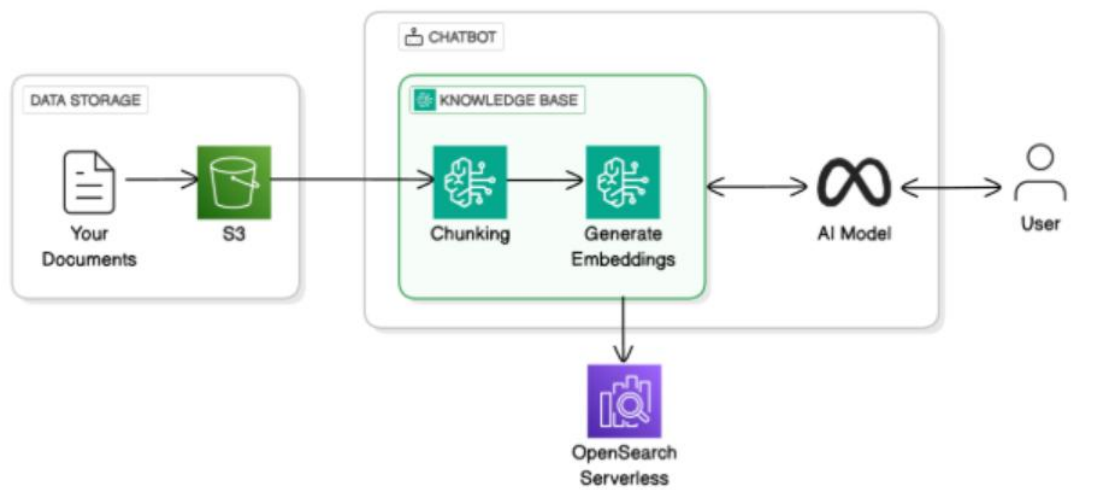 CHATBOT
DATA STORAGE
KNOWLEDGE BASE
Your
Documents
S3
Chunking
Generate
Embeddings
AI Model
User
OpenSearch
Serverless